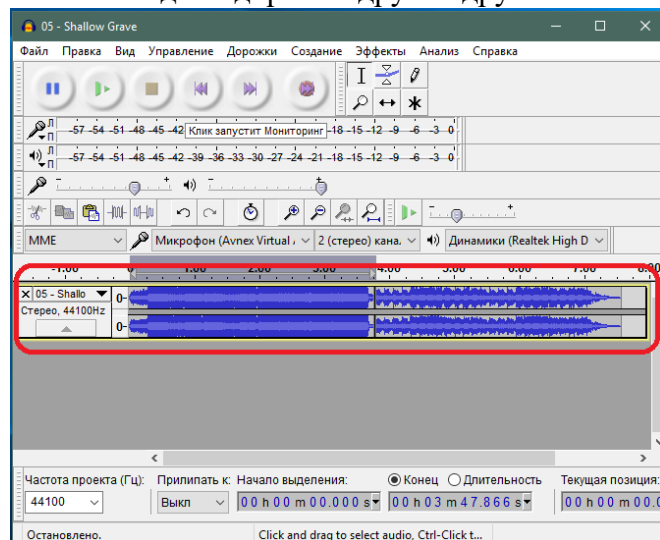 05 - Shallow Grave
Файл Правка Вид Управление Дорожки Создание Эффекты Анализ Справка
Л П -57 -54 -51 -48 -45 -42 Клик запустит Мониторинг -18 -15 -12 -9 -6 -3 0
Л П -57 -54 -51 -48 -45 -42 -39 -36 -33 -30 -27 -24 -21 -18 -15 -12 -9 -6 -3 0
- + - +
- +
MME Микрофон (Avnex Virtual 2 (стерео) кана. Динамики (Realtek High D
-1.00 0 1.00 2.00 3.00 4.00 5.00 6.00 7.00 8.00
X 05 - Shallo 0-
Стерео, 44100Hz
0-
Частота проекта (Гц): Прилипать к: Начало выделения: Конец Длительность Текущая позиция:
44100 Выкл 00 h 00 m 00.000 s 00 h 03 m 47.866 s 00 h 00 m 00.
Остановлено. Click and drag to select audio, Ctrl-Click t...